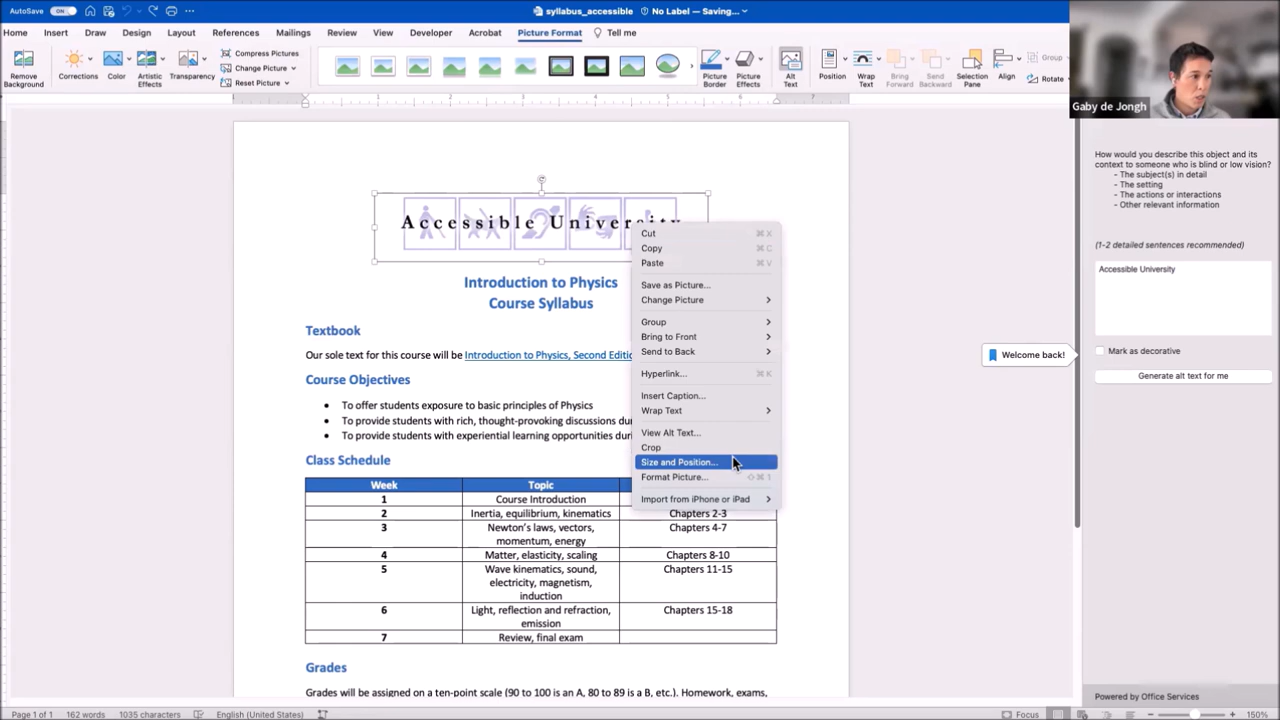 AutoSave ON syllabus_accessible No Label — Saving...
Home Insert Draw Design Layout References Mailings Review View Developer Acrobat Picture Format Tell me
Remove Background
Corrections
Color
Artistic Effects
Transparency
Compress Pictures
Change Picture
Reset Picture
Picture Border
Picture Effects
Alt Text
Position
Wrap Text
Bring Forward
Send Backward
Selection Pane
Align
Group
Rotate
Gaby de Jongh
1 2 3 4 5 6 7
Accessible University
Introduction to Physics
Course Syllabus
Textbook
Our sole text for this course will be Introduction to Physics, Second Editio
Course Objectives
• To offer students exposure to basic principles of Physics
• To provide students with rich, thought-provoking discussions du
• To provide students with experiential learning opportunities duri
Class Schedule
Week Topic
1 Course Introduction
2 Inertia, equilibrium, kinematics Chapters 2-3
3 Newton's laws, vectors, momentum, energy Chapters 4-7
4 Matter, elasticity, scaling Chapters 8-10
5 Wave kinematics, sound, electricity, magnetism, induction Chapters 11-15
6 Light, reflection and refraction, emission Chapters 15-18
7 Review, final exam
Grades
Grades will be assigned on a ten-point scale (90 to 100 is an A, 80 to 89 is a B, etc.). Homework, exams,
Cut ⌘ X
Copy ⌘ C
Paste ⌘ V
Save as Picture...
Change Picture
Group
Bring to Front
Send to Back
Hyperlink... ⌘ K
Insert Caption...
Wrap Text
View Alt Text...
Crop
Size and Position...
Format Picture... ⇧ ⌘ 1
Import from iPhone or iPad
Welcome back!
How would you describe this object and its
context to someone who is blind or low vision?
- The subject(s) in detail
- The setting
- The actions or interactions
- Other relevant information
(1-2 detailed sentences recommended)
Accessible University
Mark as decorative
Generate alt text for me
Powered by Office Services
Page 1 of 1 162 words 1035 characters English (United States) Focus 150%